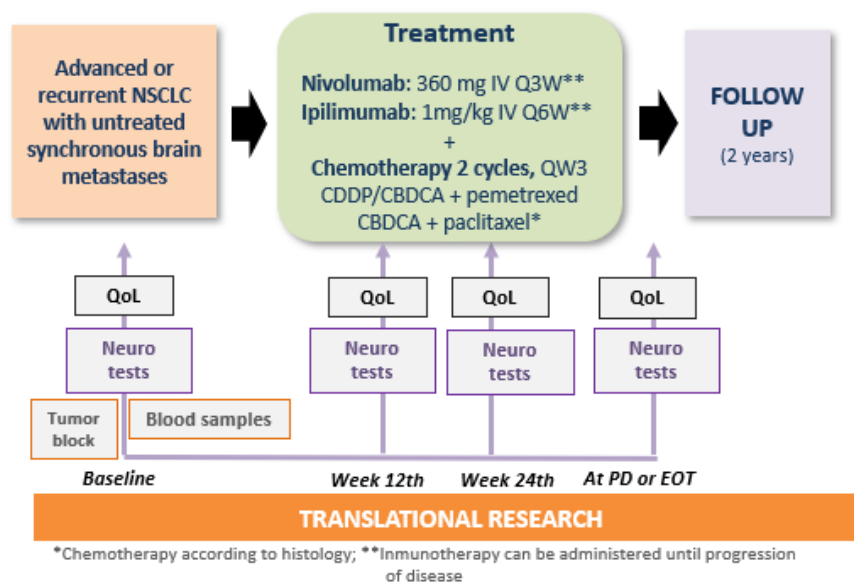 Advanced or
recurrent NSCLC
with untreated
synchronous brain
metastases
Treatment
Nivolumab: 360 mg IV Q3W**
Ipilimumab: 1mg/kg IV Q6W**
+
Chemotherapy 2 cycles, QW3
CDDP/CBDCA + pemetrexed
CBDCA + paclitaxel*
FOLLOW
UP
(2 years)
QoL
QoL
QoL
QoL
Neuro
tests
Neuro
tests
Neuro
tests
Neuro
tests
Tumor
block
Blood samples
Baseline
Week 12th
Week 24th
At PD or EOT
TRANSLATIONAL RESEARCH
*Chemotherapy according to histology; **Inmunotherapy can be administered until progression
of disease